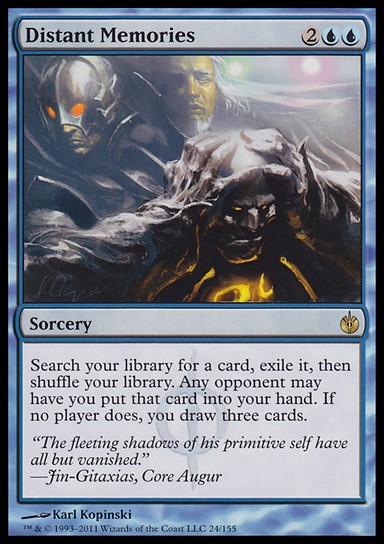 Distant Memories 2
Sorcery
Search your library for a card, exile it, then
shuffle your library. Any opponent may
have you put that card into your hand. If
no player does, you draw three cards.
“The fleeting shadows of his primitive self have
all but vanished.”
—Jin-Gitaxias, Core Augur
Karl Kopinski
™ & © 1993–2011 Wizards of the Coast LLC 24/155